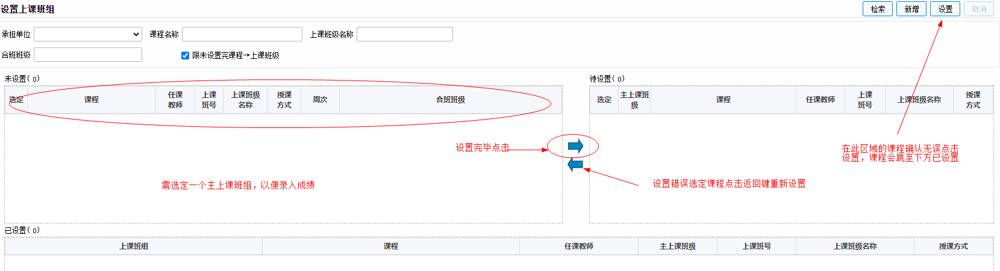 设置上课班组
检索 新增 设置 取消
承担单位 课程名称 上课班级名称
合班班级 限未设置完课程→上课班级
未设置( 0)
选定 课程 任课教师 上课班号 上课班级名称 授课方式 周次 合班班级
待设置( 0)
选定 主上课班级 课程 任课教师 上课班号 上课班级名称 授课方式
设置完毕点击
在此区域的课程确认无误点击
设置，课程会跳至下方已设置
需选定一个主上课班组，以便录入成绩
设置错误选定课程点击返回键重新设置
已设置( 0)
上课班组 课程 任课教师 主上课班级 上课班号 上课班级名称 授课方式